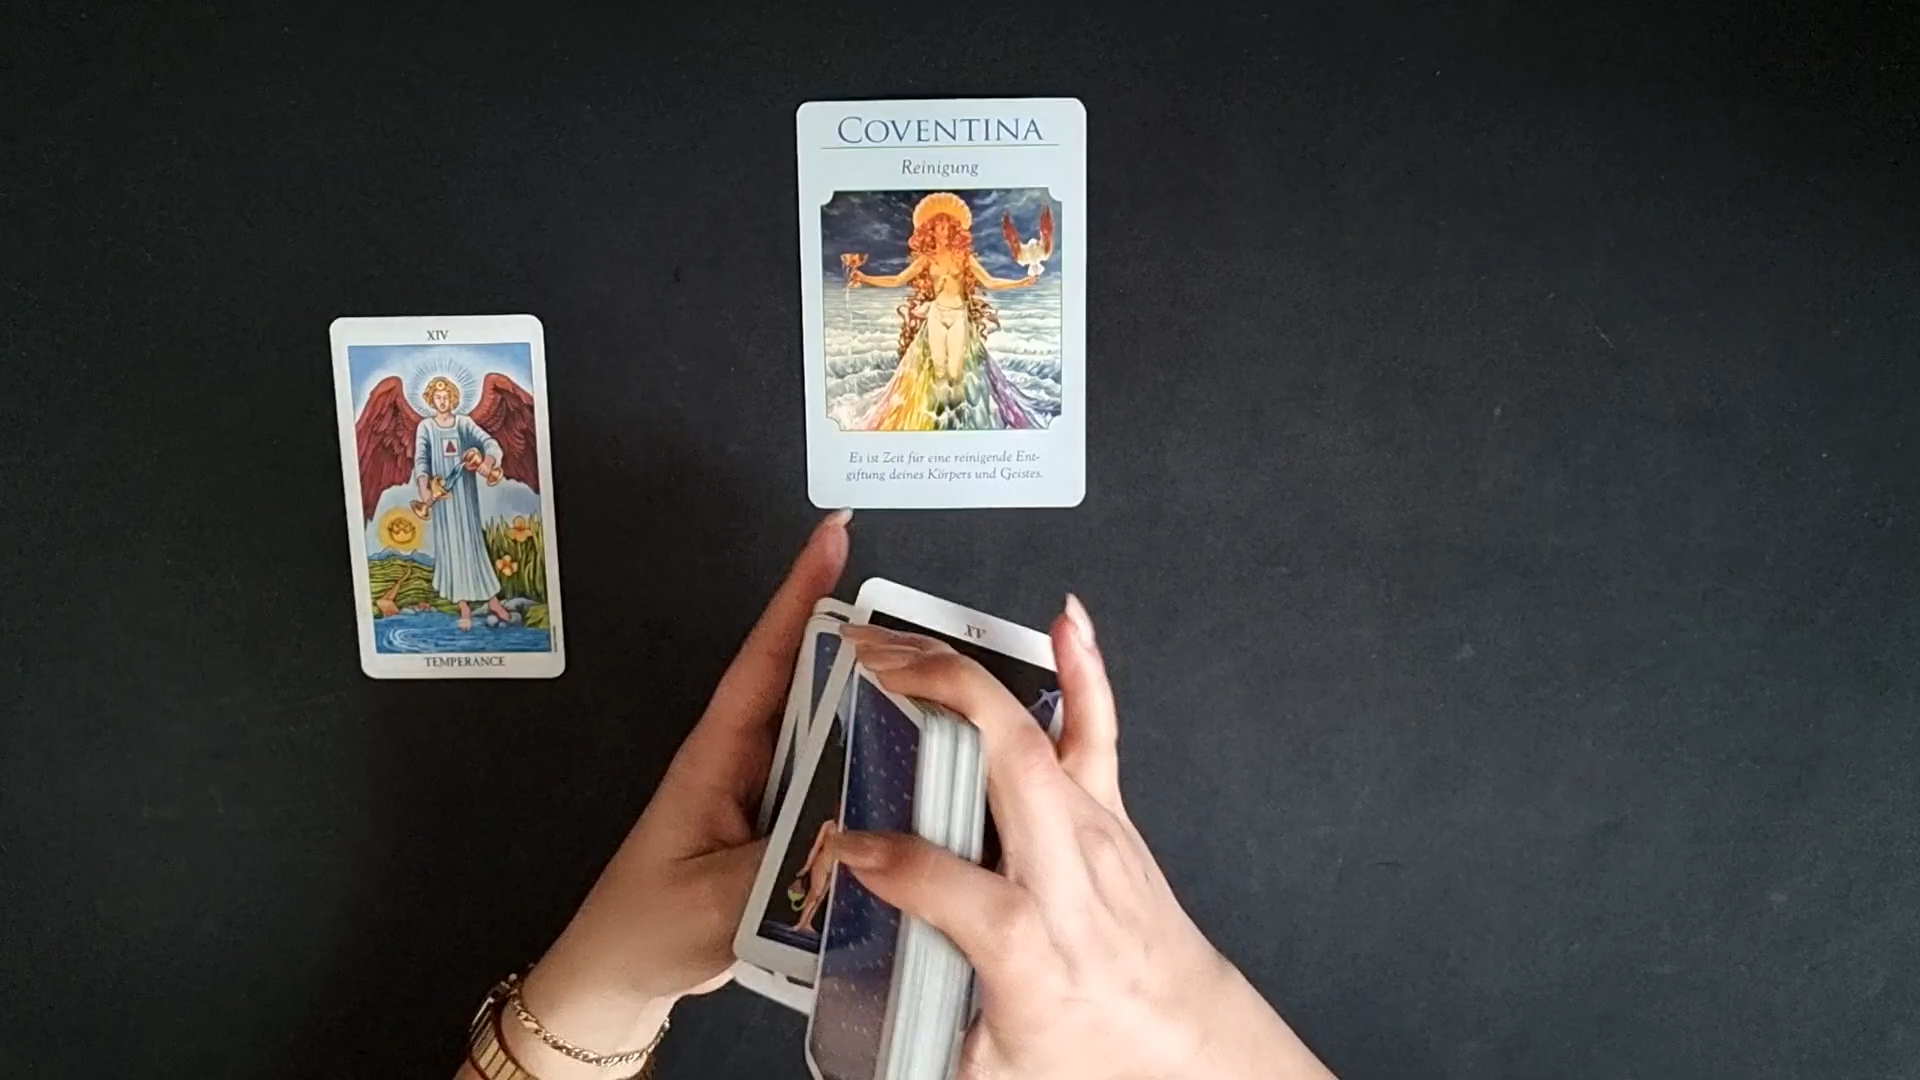 COVENTINA
Reinigung
Es ist Zeit für eine reinigende Ent-
giftung deines Körpers und Geistes.
XIV
TEMPERANCE
XV